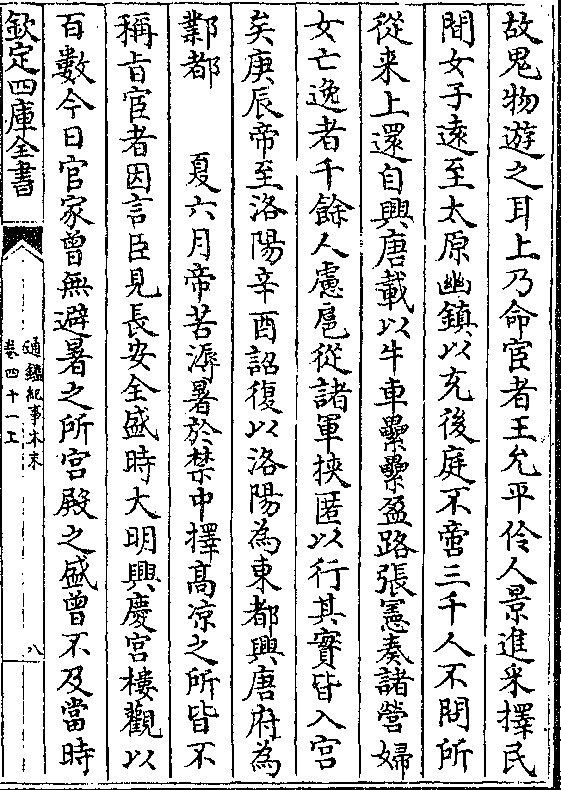 故鬼物遊之耳上乃命宦者王允平伶人景進采擇民
間女子遠至太原幽鎮以充後庭不啻三千人不問所
從来上還自興唐載以牛車纍纍盈路張憲奏諸營婦
女亡逸者千餘人慮扈從諸軍挾匿以行其實皆入宫
矣庚辰帝至洛陽辛酉詔復以洛陽為東都興唐府為
鄴都　　夏六月帝苦溽暑於禁中擇高凉之所皆不
稱旨宦者因言臣見長安全盛時大明興慶宫樓觀以
百數今日官家曾無避暑之所宫殿之盛曾不及當時
欽定四庫全書
通鑑紀事本末
卷四十一上
八